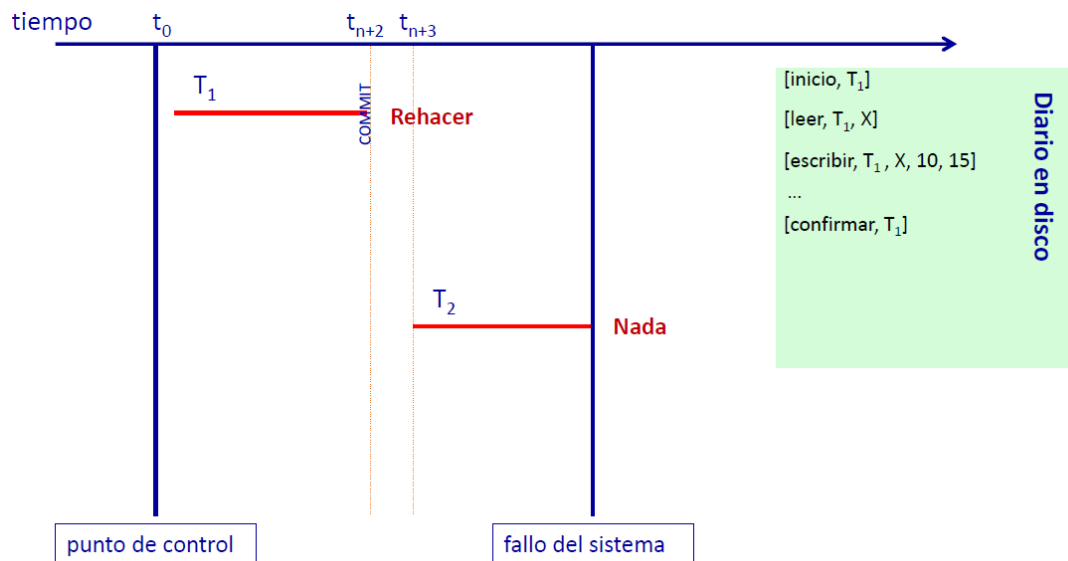 tiempo t₀ tₙ₊₂ tₙ₊₃
T₁
COMMIT
Rehacer
T₂
Nada
[inicio, T₁]
[leer, T₁, X]
[escribir, T₁ , X, 10, 15]
...
[confirmar, T₁]
Diario en disco
punto de control
fallo del sistema